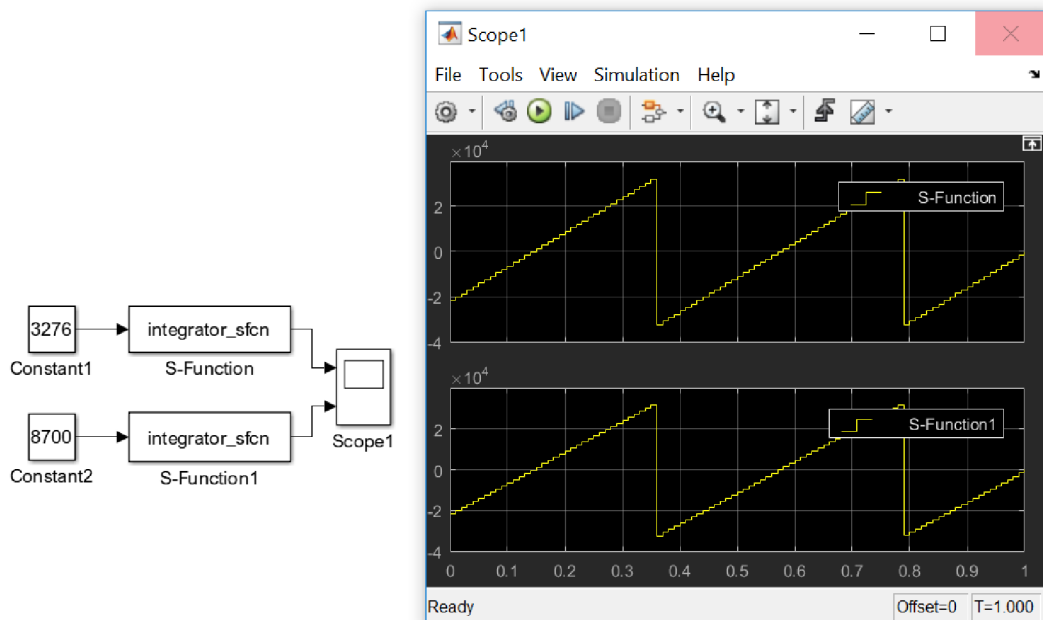 Scope1
File Tools View Simulation Help
×10⁴
2
0
-2
-4
S-Function
×10⁴
2
0
-2
-4
S-Function1
0 0.1 0.2 0.3 0.4 0.5 0.6 0.7 0.8 0.9 1
Ready Offset=0 T=1.000
3276
Constant1
integrator_sfcn
S-Function
8700
Constant2
integrator_sfcn
S-Function1
Scope1